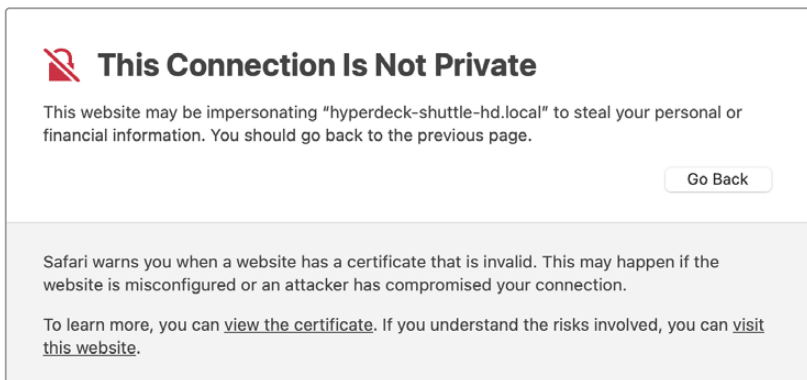 This Connection Is Not Private
This website may be impersonating “hyperdeck-shuttle-hd.local” to steal your personal or
financial information. You should go back to the previous page.
Go Back
Safari warns you when a website has a certificate that is invalid. This may happen if the
website is misconfigured or an attacker has compromised your connection.
To learn more, you can view the certificate. If you understand the risks involved, you can visit
this website.